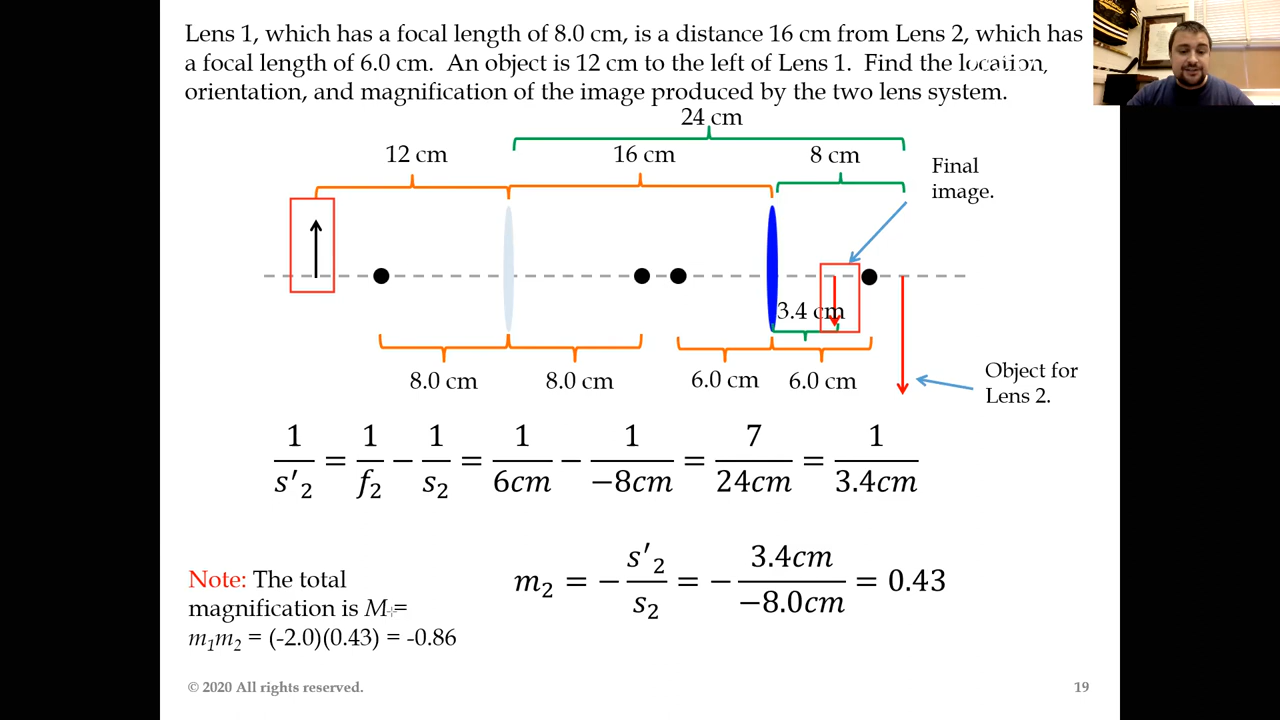 Lens 1, which has a focal length of 8.0 cm, is a distance 16 cm from Lens 2, which has
a focal length of 6.0 cm.  An object is 12 cm to the left of Lens 1.  Find the location,
orientation, and magnification of the image produced by the two lens system.
24 cm
12 cm
16 cm
8 cm
Final
image.
3.4 cm
8.0 cm
8.0 cm
6.0 cm
6.0 cm
Object for
Lens 2.
1/s'₂ = 1/f₂ − 1/s₂ = 1/6cm − 1/−8cm = 7/24cm = 1/3.4cm
m₂ = − s'₂/s₂ = − 3.4cm/−8.0cm = 0.43
Note: The total
magnification is M =
m₁m₂ = (-2.0)(0.43) = -0.86
© 2020 All rights reserved.
19